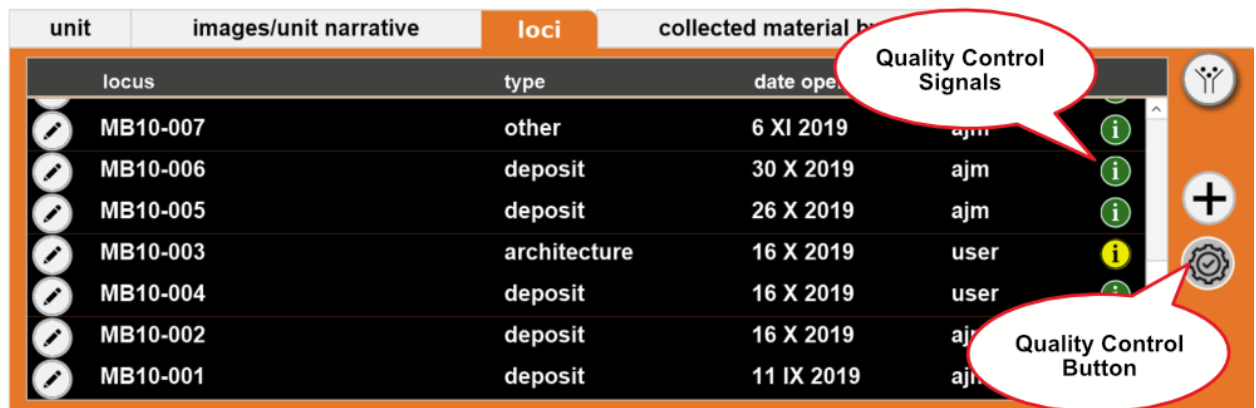 unit images/unit narrative loci collected material
Quality Control
Signals
locus type date
MB10-007 other 6 XI 2019 ajm i
MB10-006 deposit 30 X 2019 ajm i
MB10-005 deposit 26 X 2019 ajm i
MB10-003 architecture 16 X 2019 user i
MB10-004 deposit 16 X 2019 user
MB10-002 deposit 16 X 2019
MB10-001 deposit 11 IX 2019
Quality Control
Button